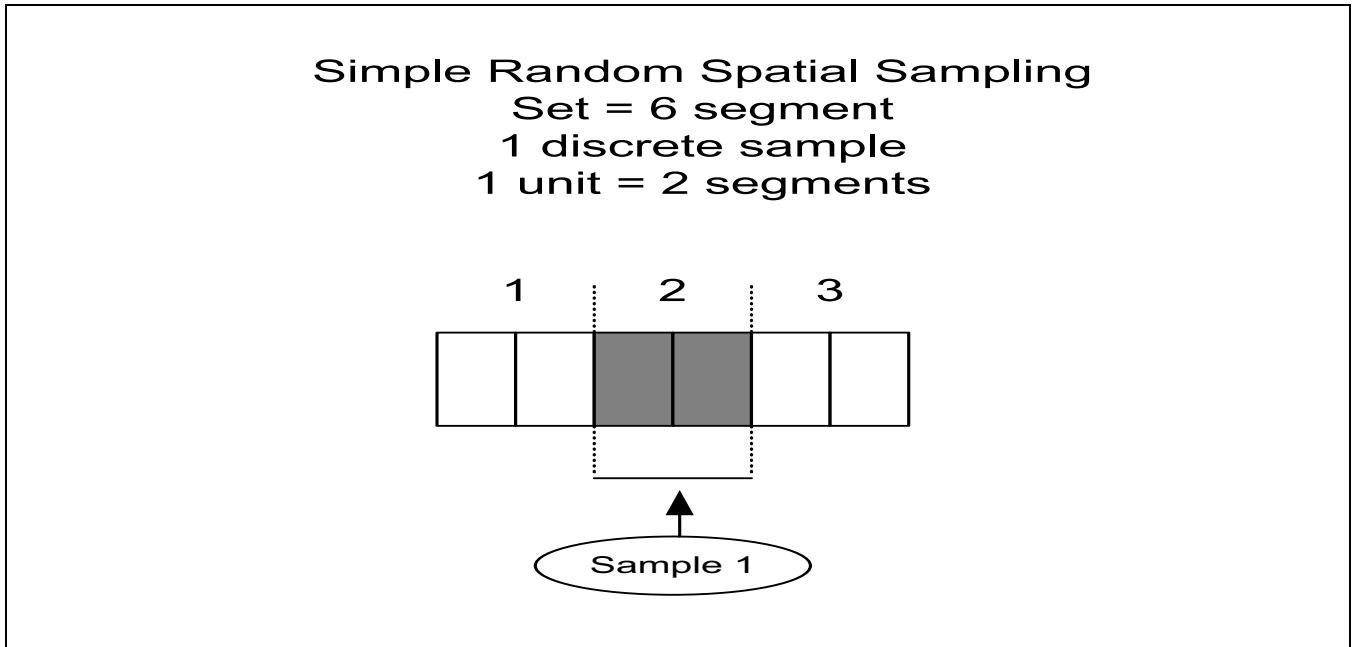 Simple Random Spatial Sampling
Set = 6 segment
1 discrete sample
1 unit = 2 segments
1 2 3
Sample 1